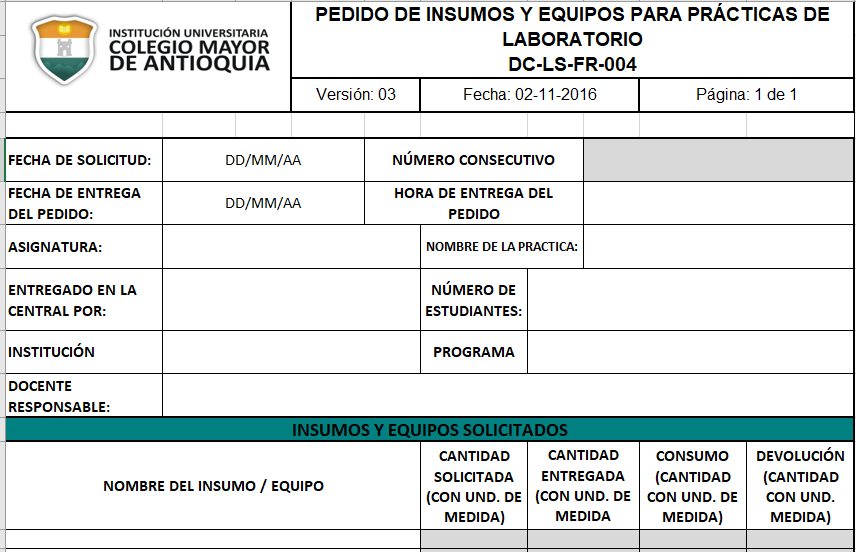 INSTITUCIÓN UNIVERSITARIA
COLEGIO MAYOR
DE ANTIOQUIA
PEDIDO DE INSUMOS Y EQUIPOS PARA PRÁCTICAS DE
LABORATORIO
DC-LS-FR-004
Versión: 03
Fecha: 02-11-2016
Página: 1 de 1
FECHA DE SOLICITUD:
DD/MM/AA
NÚMERO CONSECUTIVO
FECHA DE ENTREGA
DEL PEDIDO:
DD/MM/AA
HORA DE ENTREGA DEL
PEDIDO
ASIGNATURA:
NOMBRE DE LA PRACTICA:
ENTREGADO EN LA
CENTRAL POR:
NÚMERO DE
ESTUDIANTES:
INSTITUCIÓN
PROGRAMA
DOCENTE
RESPONSABLE:
INSUMOS Y EQUIPOS SOLICITADOS
NOMBRE DEL INSUMO / EQUIPO
CANTIDAD
SOLICITADA
(CON UND. DE
MEDIDA)
CANTIDAD
ENTREGADA
(CON UND. DE
MEDIDA
CONSUMO
(CANTIDAD
CON UND. DE
MEDIDA)
DEVOLUCIÓN
(CANTIDAD
CON UND.
MEDIDA)